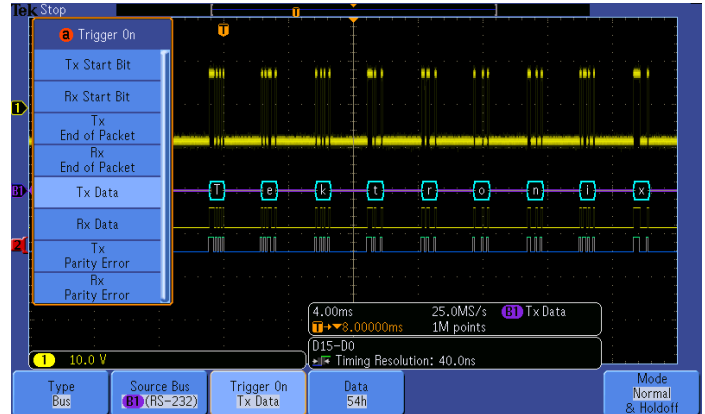 Tek Stop
T
T
a Trigger On
Tx Start Bit
Rx Start Bit
Tx
End of Packet
Rx
End of Packet
Tx Data
Rx Data
Tx
Parity Error
Rx
Parity Error
1
B1
2
T e k t r o n i x
4.00ms 25.0MS/s B1 Tx Data
T→▼8.00000ms 1M points
D15-D0
Timing Resolution: 40.0ns
1 10.0 V
Type
Bus
Source Bus
B1 (RS-232)
Trigger On
Tx Data
Data
54h
Mode
Normal
& Holdoff